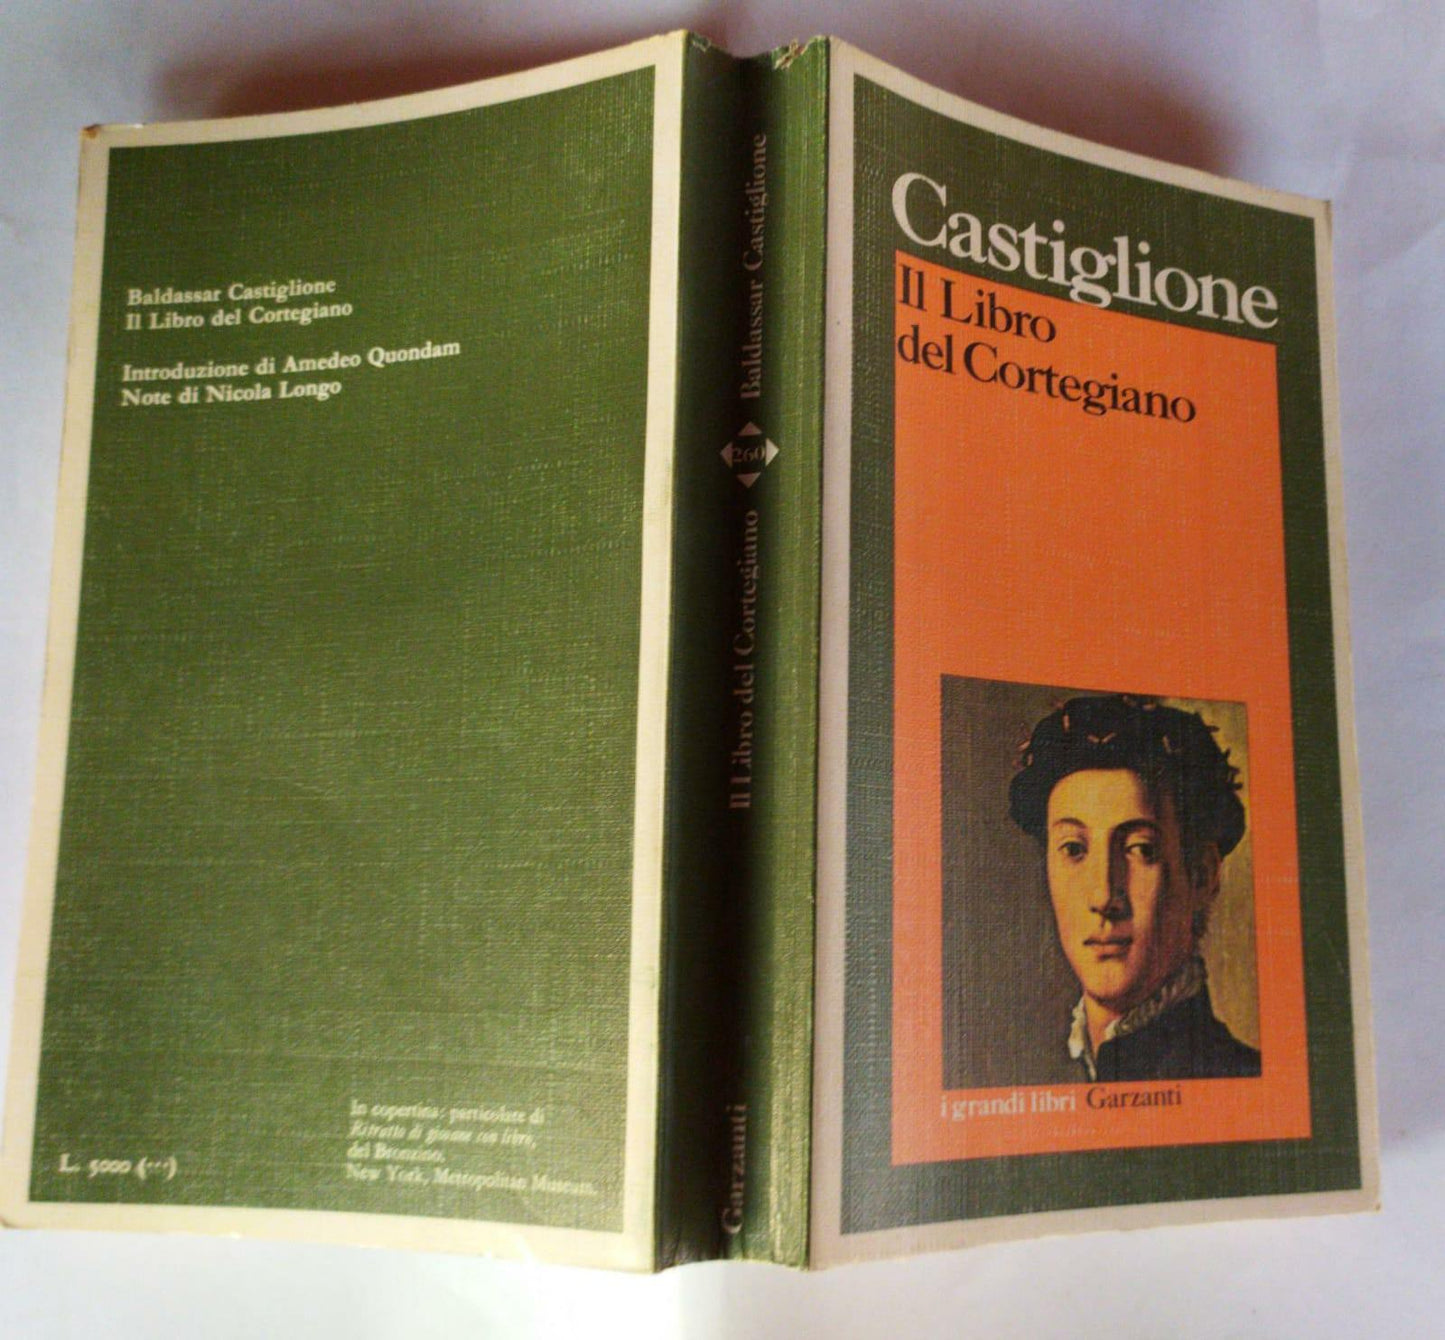 Baldassar Castiglione
Il Libro del Cortegiano
Introduzione di Amedeo Quondam
Note di Nicola Longo
In copertina: particolare di
Ritratto di giovane con libro,
del Bronzino,
New York, Metropolitan Museum.
L. 5000 (···)
Baldassar Castiglione
260
Il Libro del Cortegiano
Garzanti
Castiglione
Il Libro
del Cortegiano
i grandi libri Garzanti